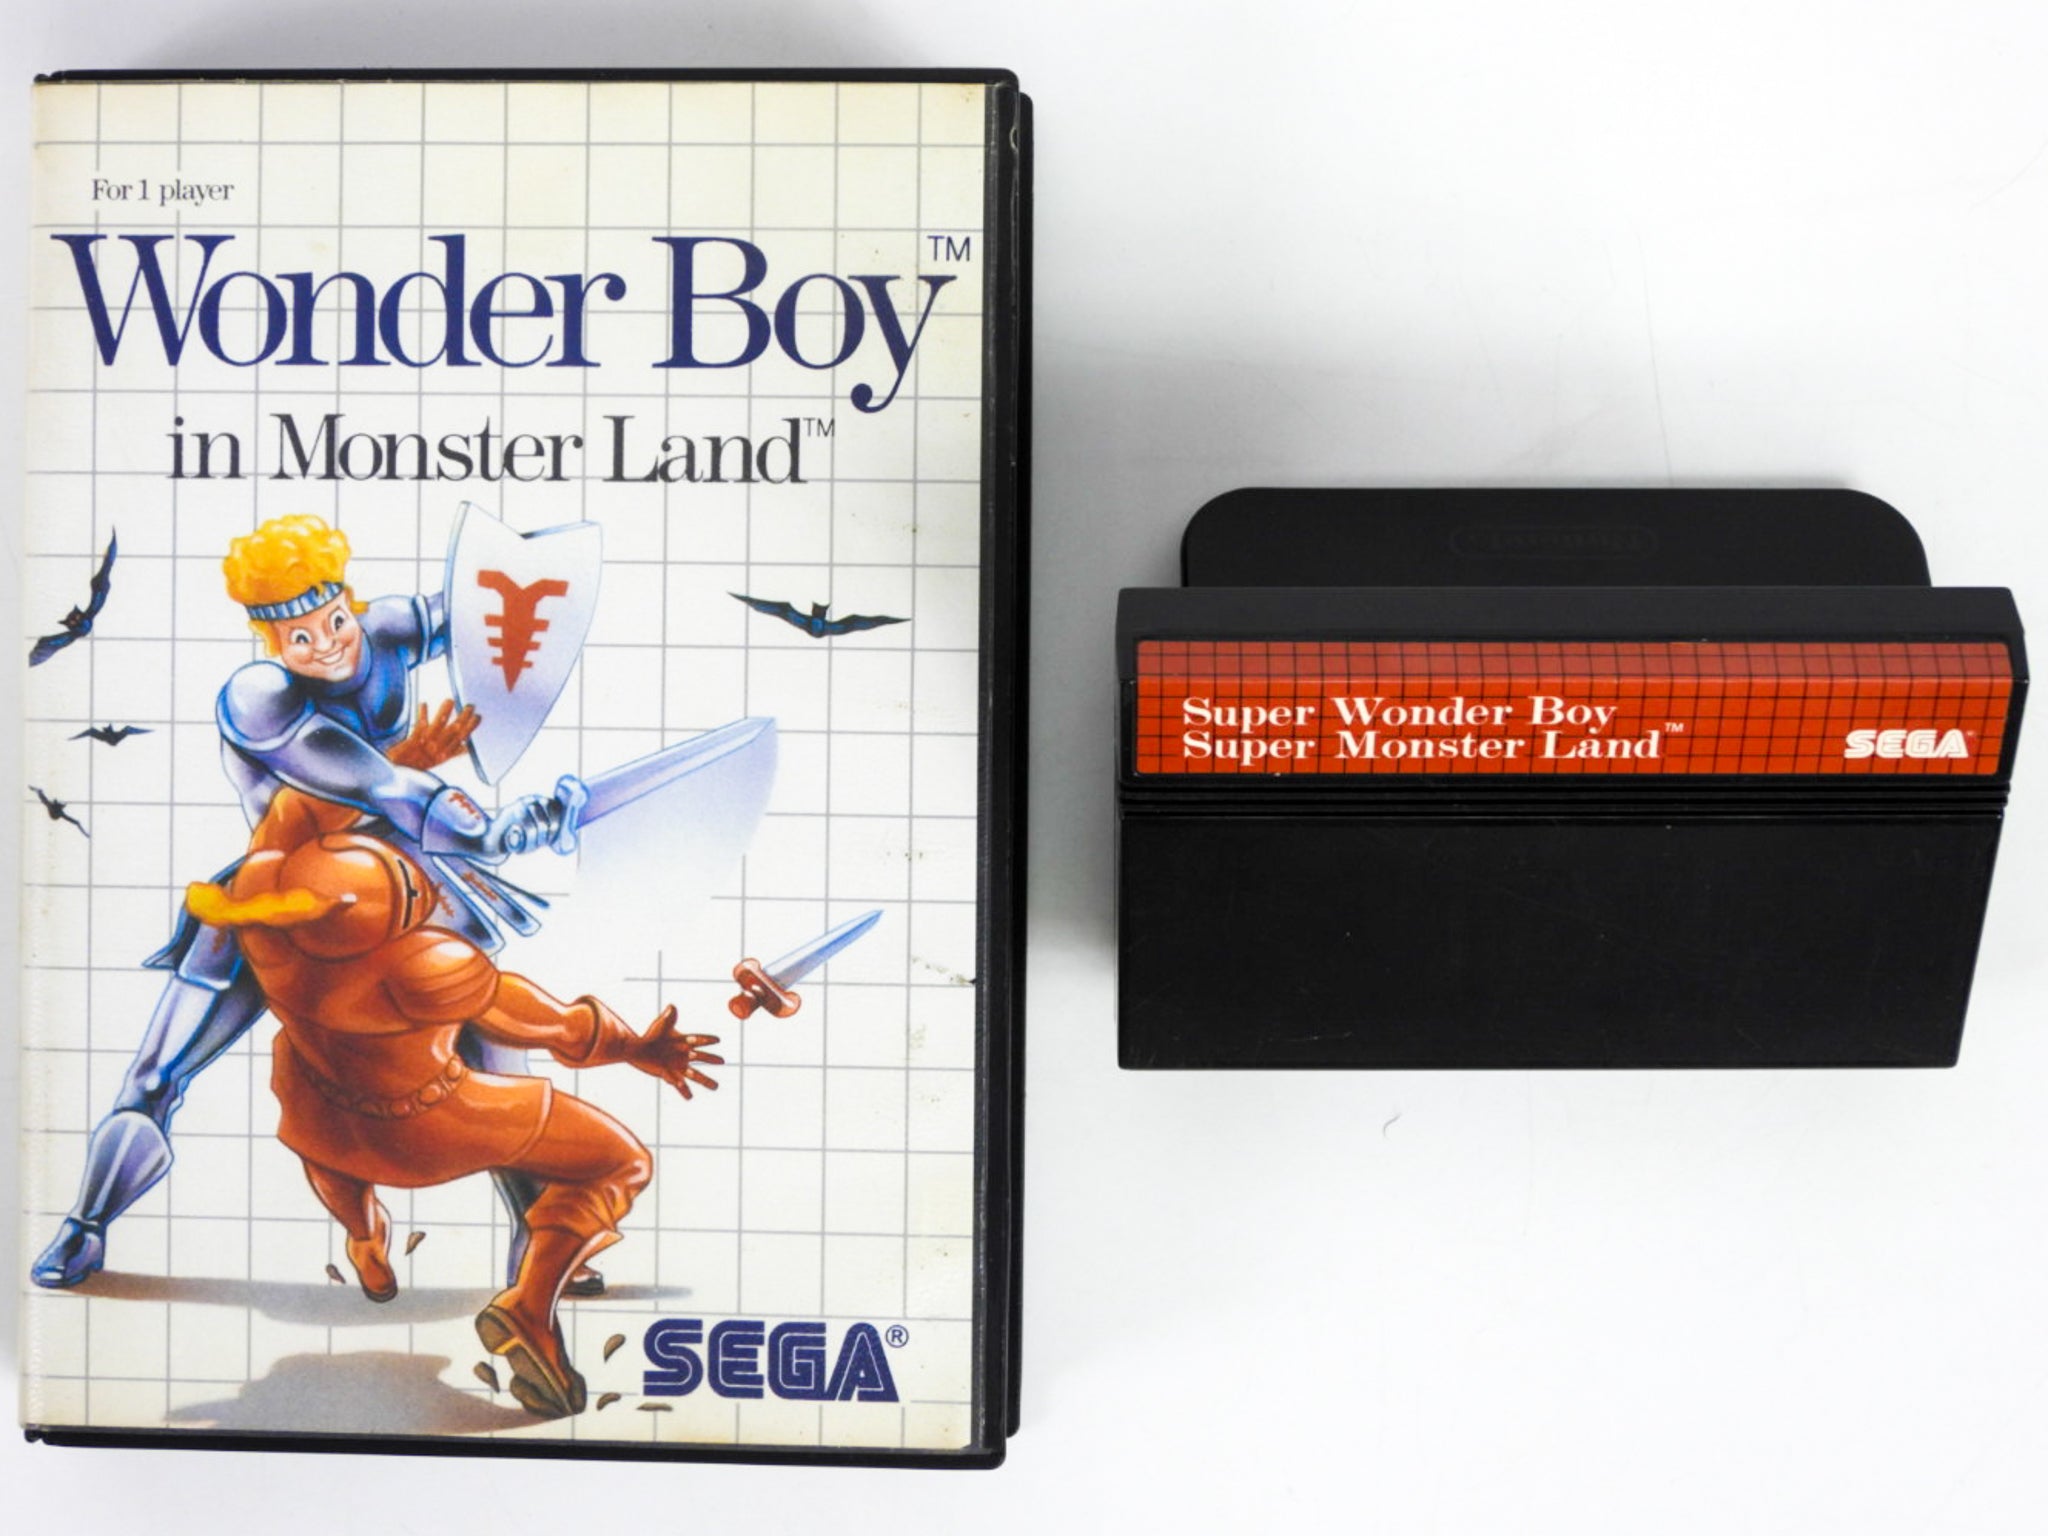 For 1 player
Wonder Boy™
in Monster Land™
SEGA®
Super Wonder Boy
Super Monster Land™
SEGA